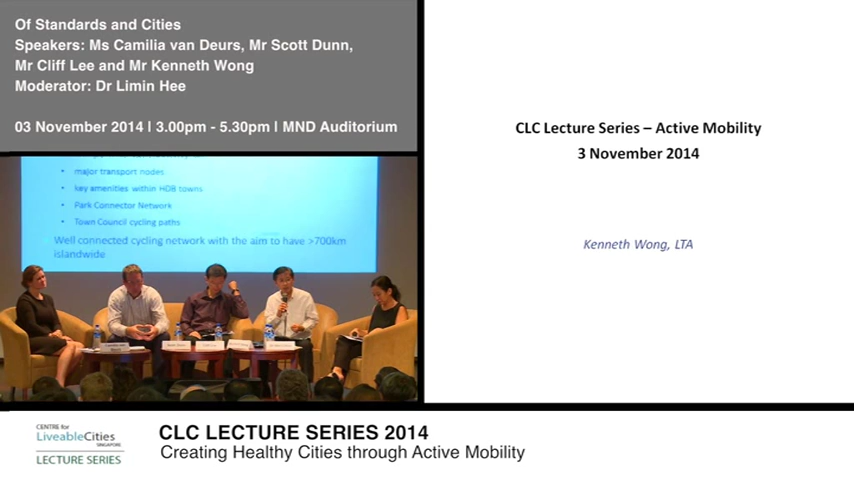 Of Standards and Cities
Speakers: Ms Camilia van Deurs, Mr Scott Dunn,
Mr Cliff Lee and Mr Kenneth Wong
Moderator: Dr Limin Hee
03 November 2014 | 3.00pm - 5.30pm | MND Auditorium
• major transport nodes
• key amenities within HDB towns
• Park Connector Network
• Town Council cycling paths
Well connected cycling network with the aim to have >700km
islandwide
CLC Lecture Series – Active Mobility
3 November 2014
Kenneth Wong, LTA
CENTRE for
LiveableCities
SINGAPORE
LECTURE SERIES
CLC LECTURE SERIES 2014
Creating Healthy Cities through Active Mobility